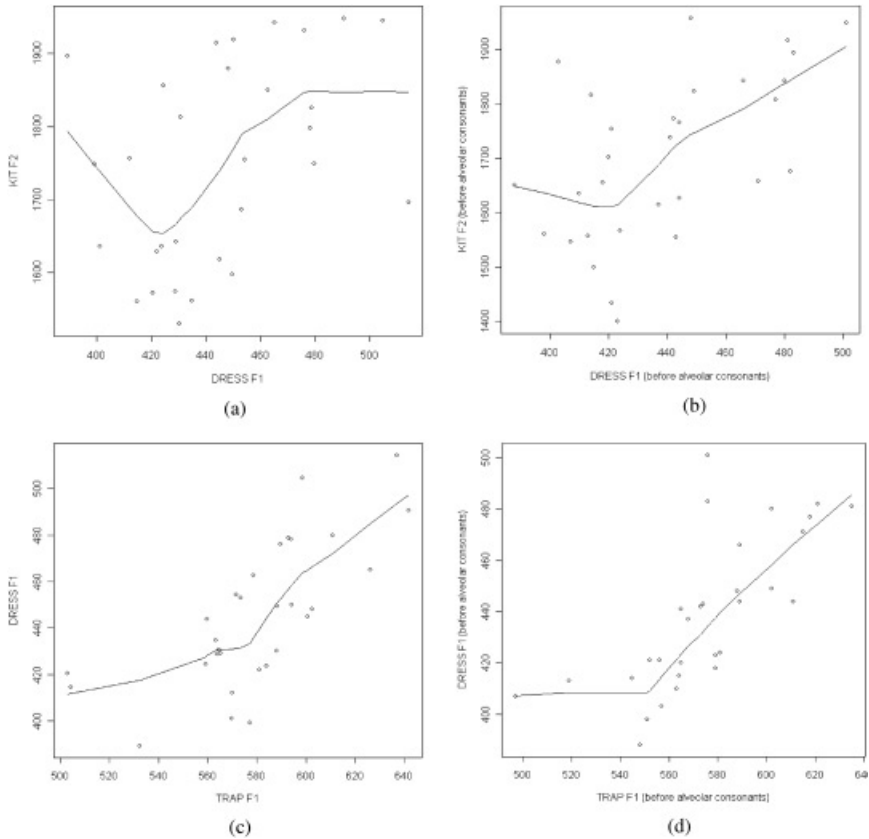 1900
1800
1700
1600
KIT F2
400 420 440 460 480 500
DRESS F1
(a)
1900
1800
1700
1600
1500
1400
KIT F2 (before alveolar consonants)
400 420 440 460 480 500
DRESS F1 (before alveolar consonants)
(b)
500
480
460
440
420
400
DRESS F1
500 520 540 560 580 600 620 640
TRAP F1
(c)
500
480
460
440
420
400
DRESS F1 (before alveolar consonants)
500 520 540 560 580 600 620 64
TRAP F1 (before alveolar consonants)
(d)